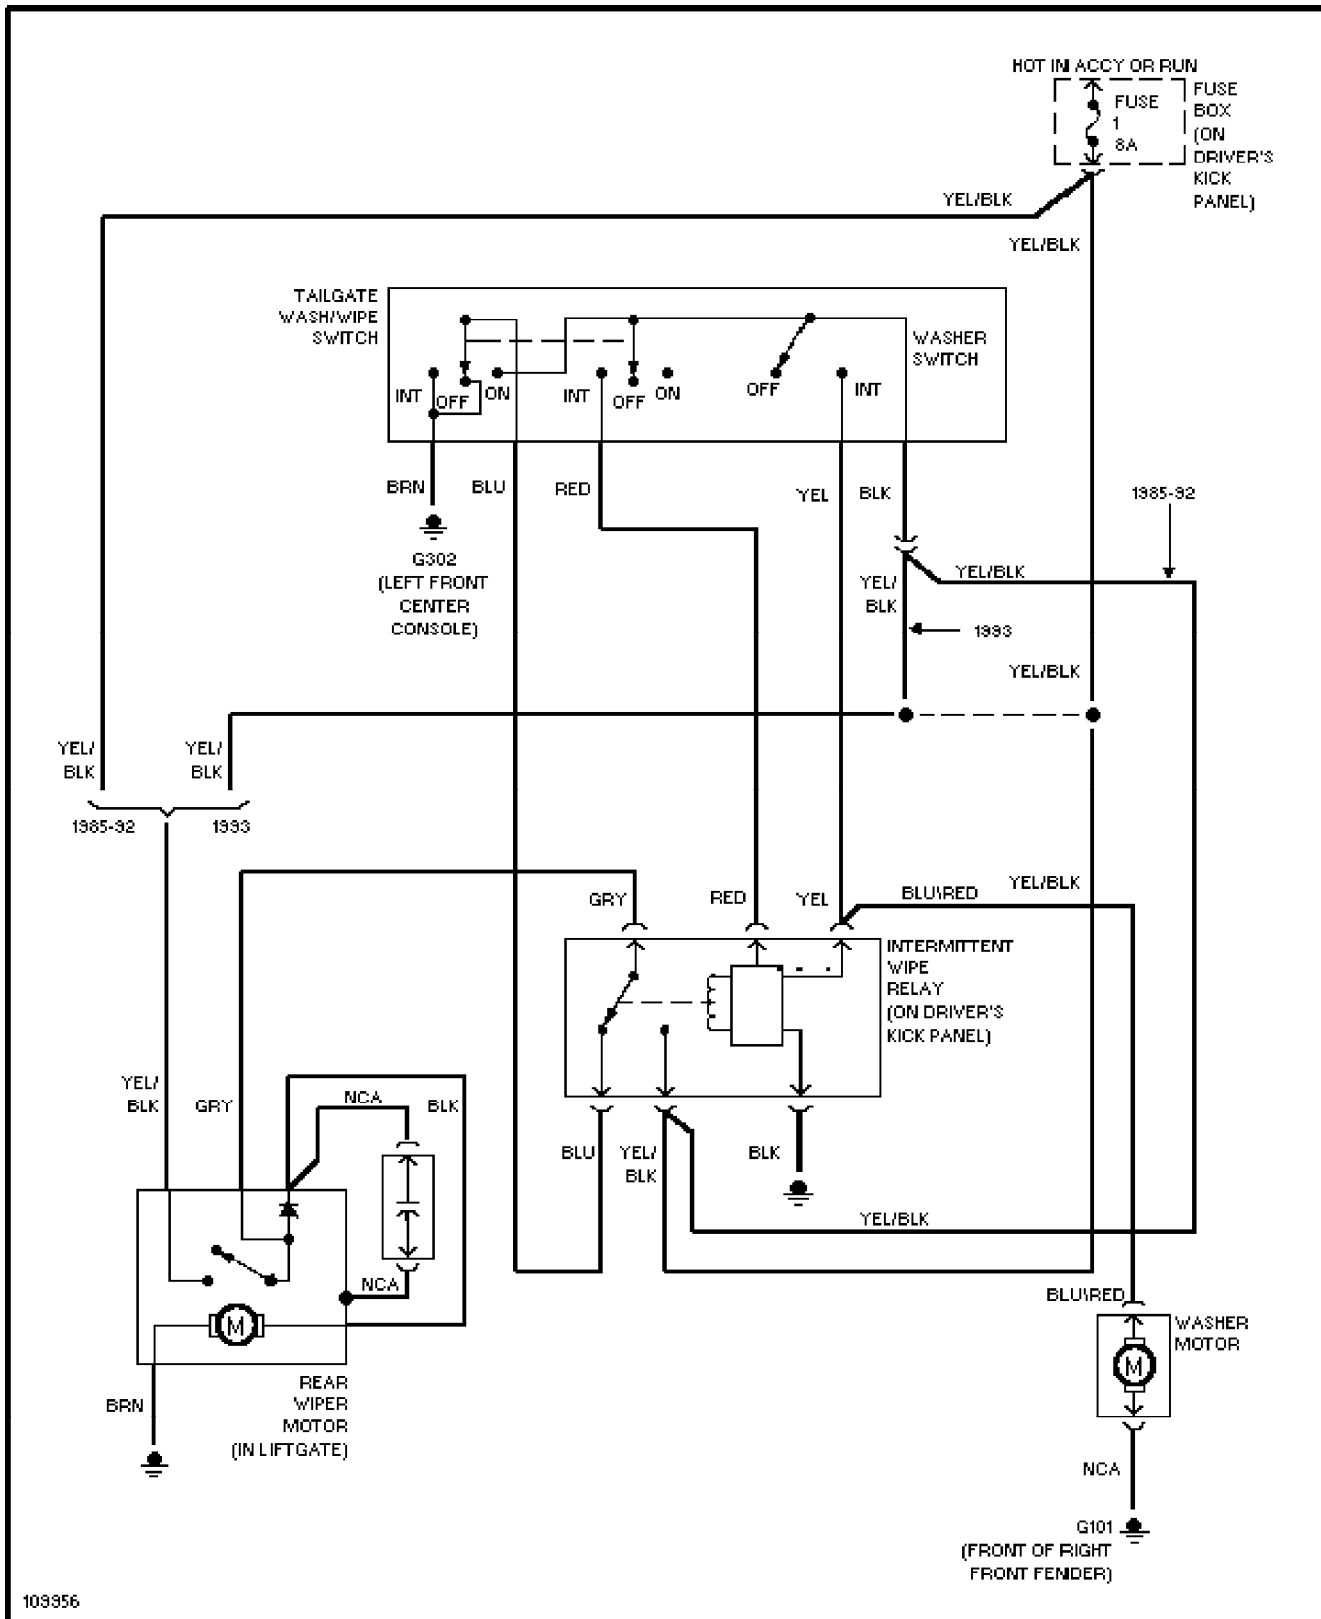 HOT IN ACCY OR RUN
FUSE
1
8A
FUSE
BOX
(ON
DRIVER'S
KICK
PANEL)
YEL/BLK
YEL/BLK
TAILGATE
WASH/WIPE
SWITCH
WASHER
SWITCH
INT
OFF
ON
INT
OFF
ON
OFF
INT
BRN
BLU
RED
YEL
BLK
1985-92
G302
(LEFT FRONT
CENTER
CONSOLE)
YEL/
BLK
YEL/BLK
1993
YEL/BLK
YEL/
BLK
YEL/
BLK
1985-92
1993
GRY
RED
YEL
BLU\RED
YEL/BLK
INTERMITTENT
WIPE
RELAY
(ON DRIVER'S
KICK PANEL)
YEL/
BLK
GRY
NCA
BLK
BLU
YEL/
BLK
BLK
YEL/BLK
NCA
M
BLU\RED
WASHER
MOTOR
M
BRN
REAR
WIPER
MOTOR
(IN LIFTGATE)
NCA
G101
(FRONT OF RIGHT
FRONT FENDER)
109956